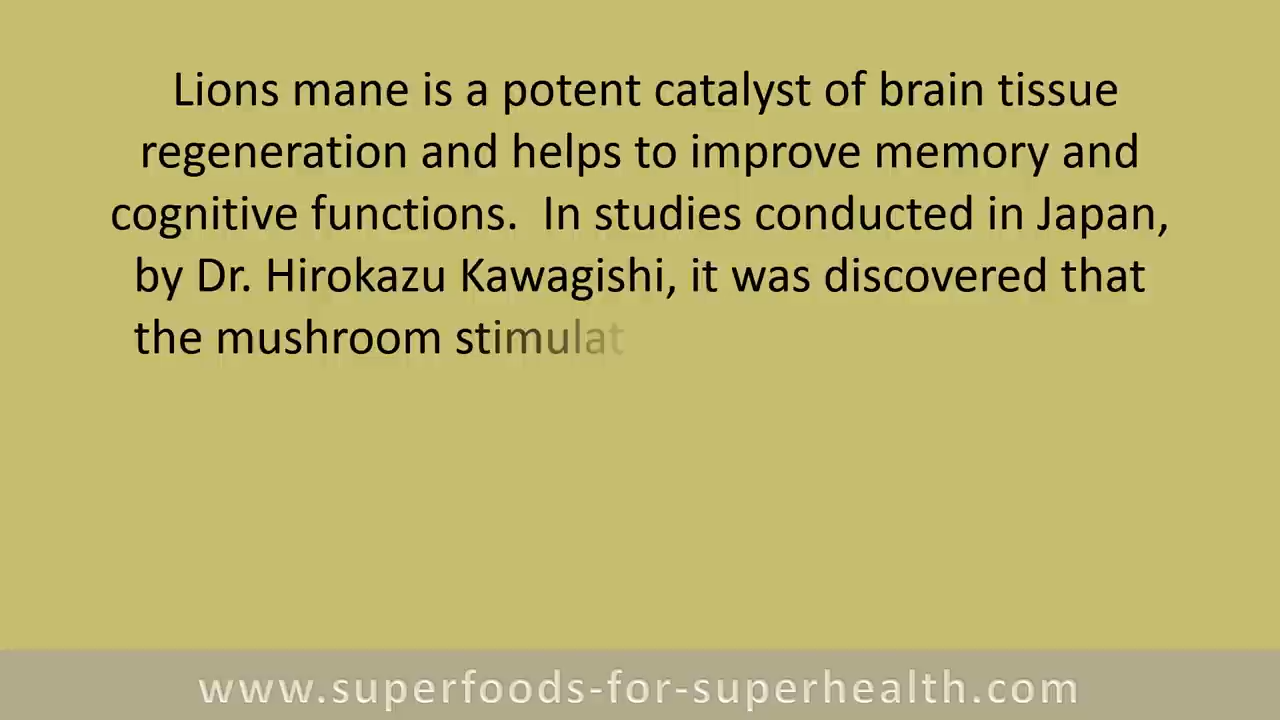 Lions mane is a potent catalyst of brain tissue
regeneration and helps to improve memory and
cognitive functions.  In studies conducted in Japan,
by Dr. Hirokazu Kawagishi, it was discovered that
the mushroom stimulat
www.superfoods-for-superhealth.com